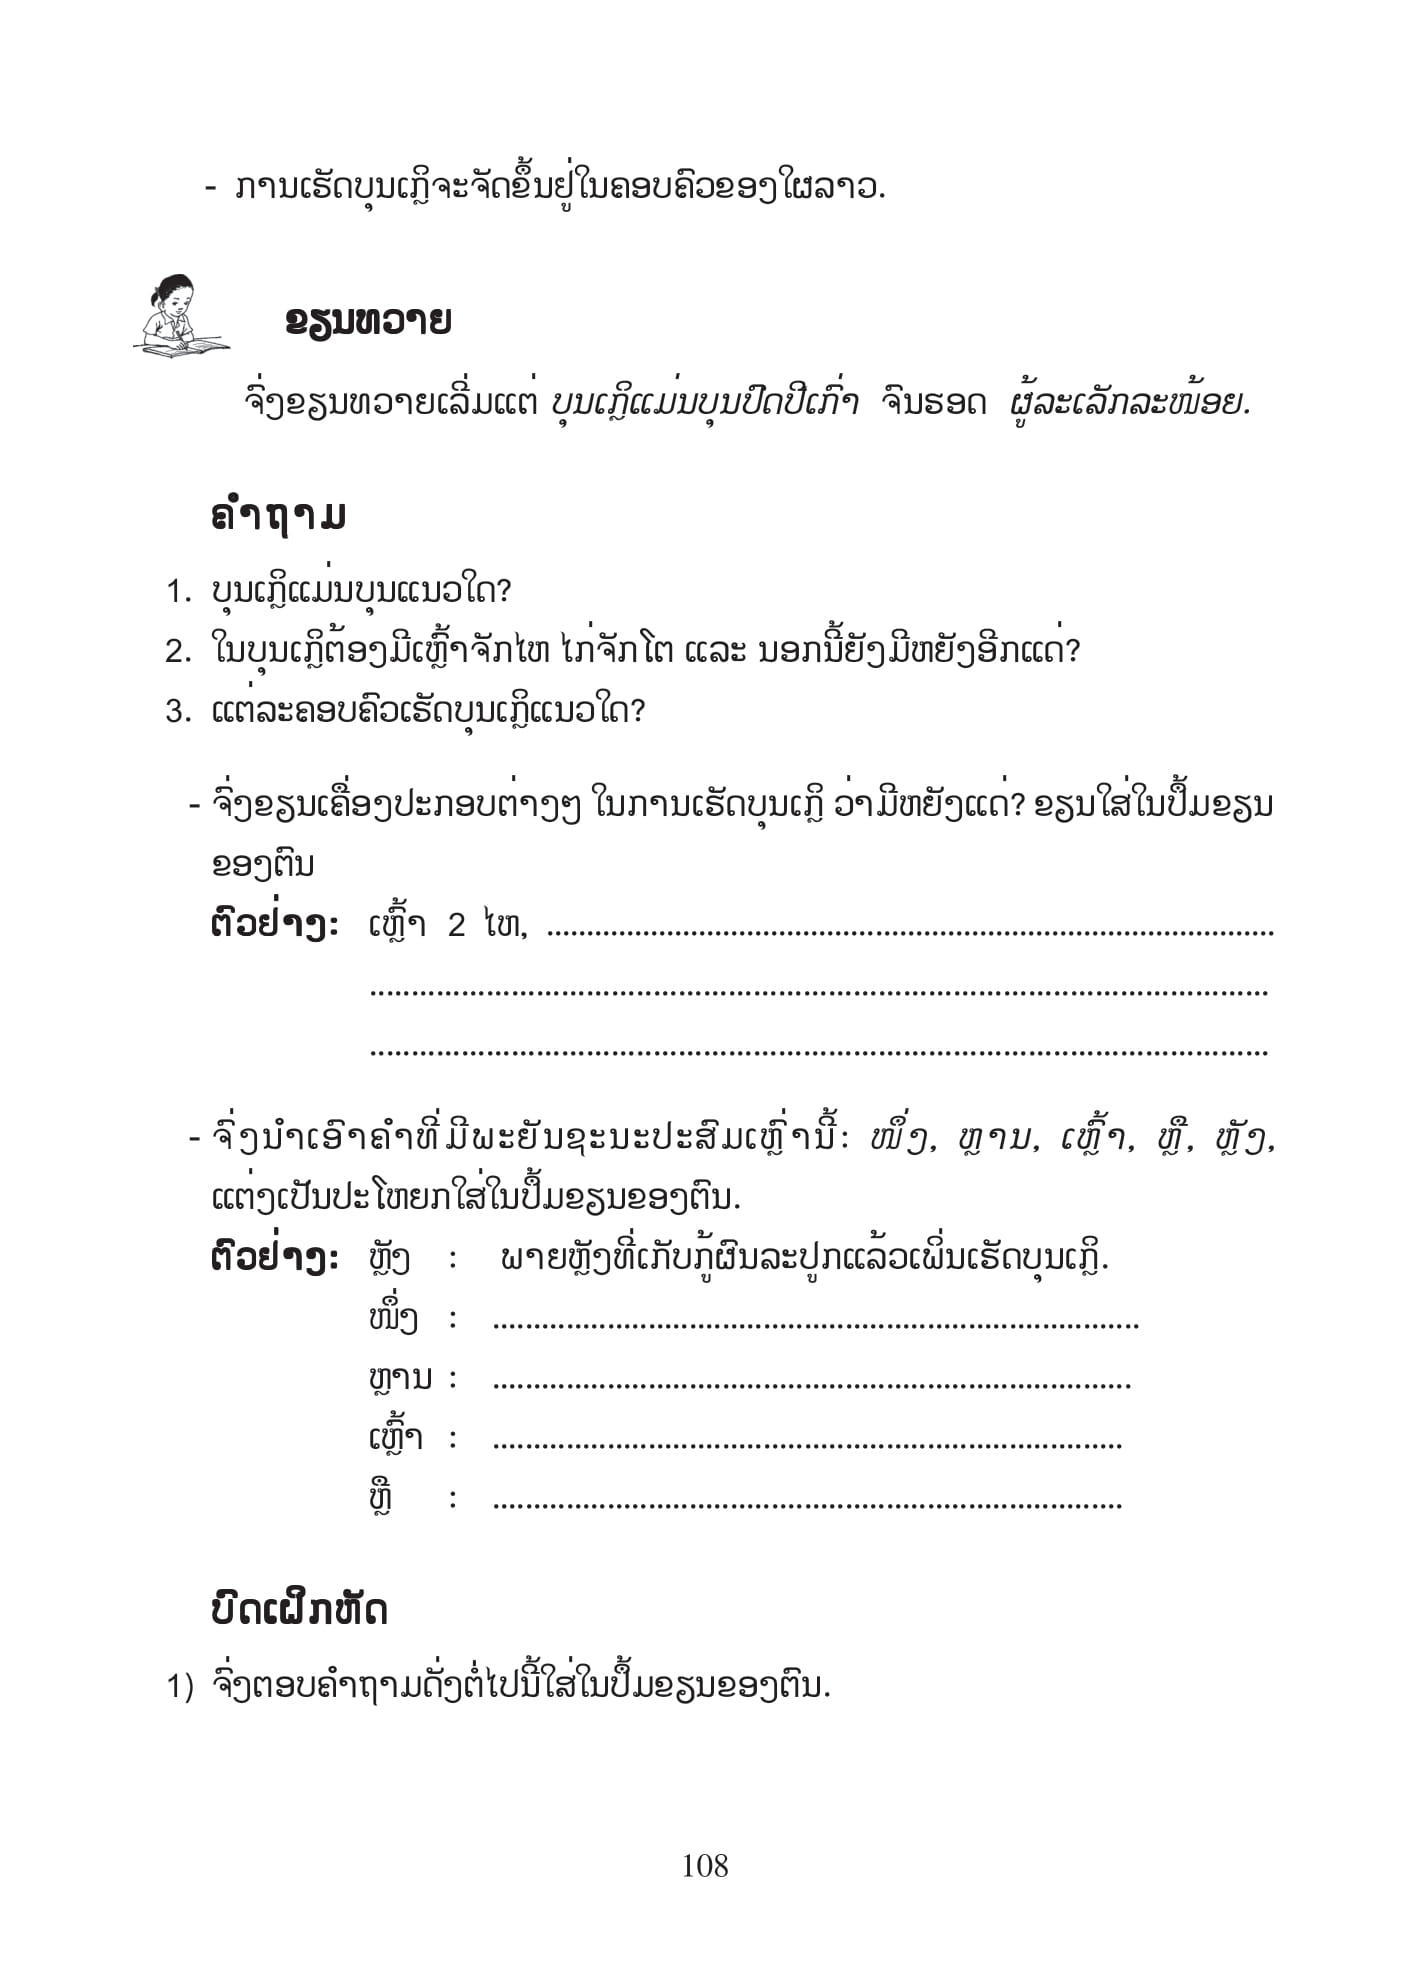 - ການເຮັດບຸນເກຼິຈະຈັດຂຶ້ນຢູ່ໃນຄອບຄົວຂອງໃຜລາວ.
ຂຽນທວາຍ
ຈົ່ງຂຽນທວາຍເລີ່ມແຕ່ ບຸນເກຼິແມ່ນບຸນປົດປີເກົ່າ ຈົນຮອດ ຜູ້ລະເລັກລະໜ້ອຍ.
ຄໍາຖາມ
1. ບຸນເກຼິແມ່ນບຸນແນວໃດ?
2. ໃນບຸນເກຼິຕ້ອງມີເຫຼົ້າຈັກໄຫ ໄກ່ຈັກໂຕ ແລະ ນອກນີ້ຍັງມີຫຍັງອີກແດ່?
3. ແຕ່ລະຄອບຄົວເຮັດບຸນເກຼິແນວໃດ?
- ຈົ່ງຂຽນເຄື່ອງປະກອບຕ່າງໆ ໃນການເຮັດບຸນເກຼິ ວ່າມີຫຍັງແດ່? ຂຽນໃສ່ໃນປຶ້ມຂຽນ
ຂອງຕົນ
ຕົວຢ່າງ: ເຫຼົ້າ 2 ໄຫ, ........................................................................................
.............................................................................................................
.............................................................................................................
- ຈົ່ງນໍາເອົາຄໍາທີ່ມີພະຍັນຊະນະປະສົມເຫຼົ່ານີ້: ໜຶ່ງ, ຫຼານ, ເຫຼົ້າ, ຫຼື, ຫຼັງ,
ແຕ່ງເປັນປະໂຫຍກໃສ່ໃນປຶ້ມຂຽນຂອງຕົນ.
ຕົວຢ່າງ: ຫຼັງ : ພາຍຫຼັງທີ່ເກັບກູ້ຜົນລະປູກແລ້ວເພິ່ນເຮັດບຸນເກຼິ.
ໜຶ່ງ : ..............................................................................
ຫຼານ : .............................................................................
ເຫຼົ້າ : ............................................................................
ຫຼື : ............................................................................
ບົດເຝິກຫັດ
1) ຈົ່ງຕອບຄໍາຖາມດັ່ງຕໍ່ໄປນີ້ໃສ່ໃນປຶ້ມຂຽນຂອງຕົນ.
108